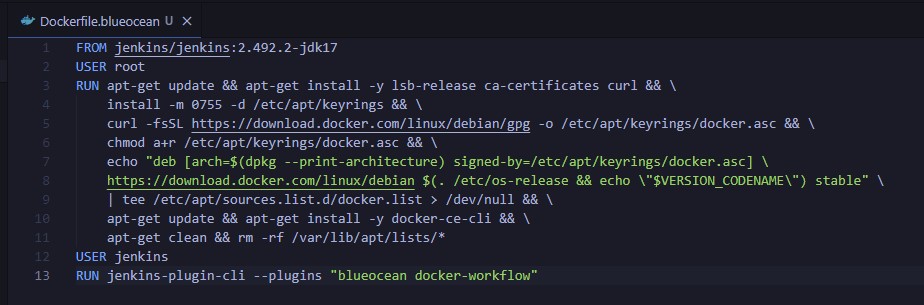 Dockerfile.blueocean U ×
1 FROM jenkins/jenkins:2.492.2-jdk17
2 USER root
3 RUN apt-get update && apt-get install -y lsb-release ca-certificates curl && \
4     install -m 0755 -d /etc/apt/keyrings && \
5     curl -fsSL https://download.docker.com/linux/debian/gpg -o /etc/apt/keyrings/docker.asc && \
6     chmod a+r /etc/apt/keyrings/docker.asc && \
7     echo "deb [arch=$(dpkg --print-architecture) signed-by=/etc/apt/keyrings/docker.asc] \
8     https://download.docker.com/linux/debian $(. /etc/os-release && echo \"$VERSION_CODENAME\") stable" \
9     | tee /etc/apt/sources.list.d/docker.list > /dev/null && \
10     apt-get update && apt-get install -y docker-ce-cli && \
11     apt-get clean && rm -rf /var/lib/apt/lists/*
12 USER jenkins
13 RUN jenkins-plugin-cli --plugins "blueocean docker-workflow"